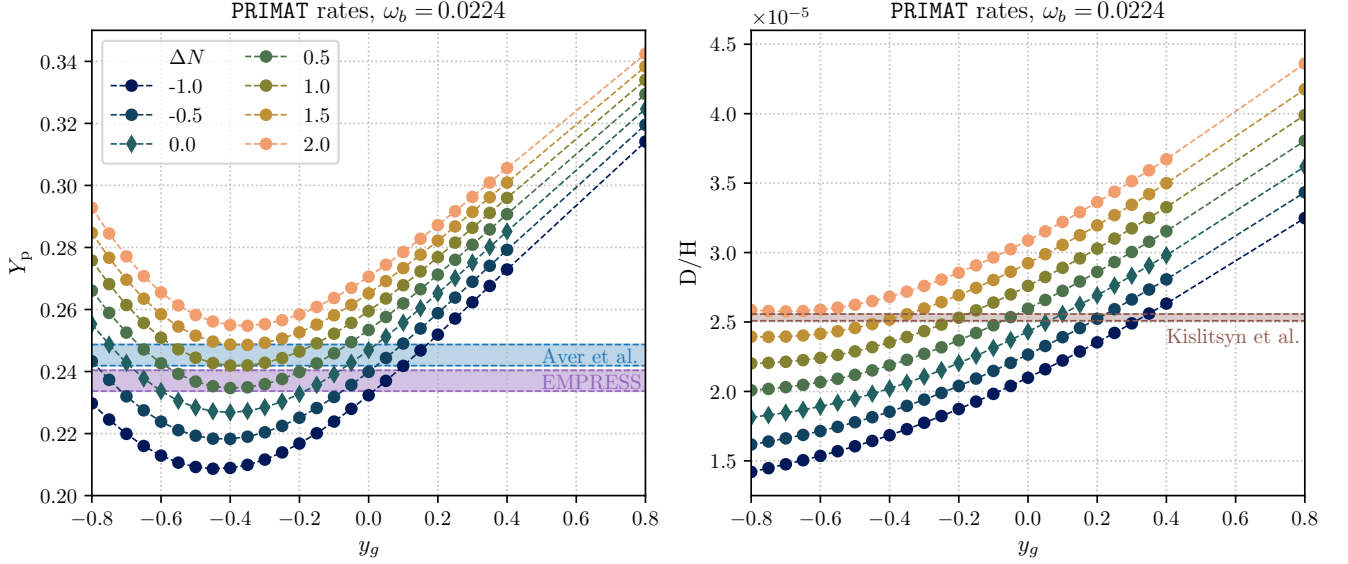 PRIMAT rates, ω_b = 0.0224
ΔN
-1.0
-0.5
0.0
0.5
1.0
1.5
2.0
Aver et al.
EMPRESS
Y_p
0.34
0.32
0.30
0.28
0.26
0.24
0.22
0.20
−0.8 −0.6 −0.4 −0.2 0.0 0.2 0.4 0.6 0.8
y_g
PRIMAT rates, ω_b = 0.0224
×10⁻⁵
D/H
4.5
4.0
3.5
3.0
2.5
2.0
1.5
Kislitsyn et al.
−0.8 −0.6 −0.4 −0.2 0.0 0.2 0.4 0.6 0.8
y_g